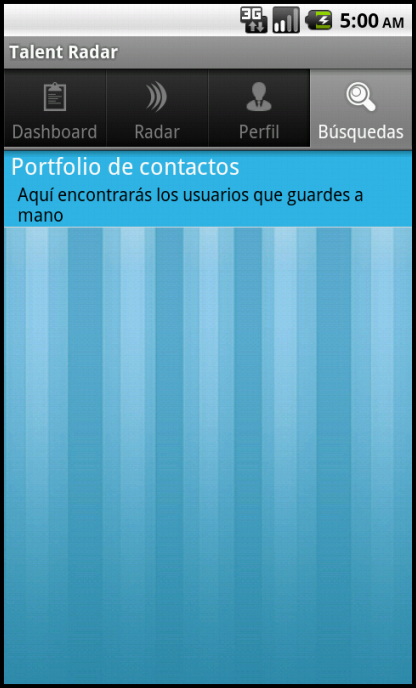 3G 5:00 AM
Talent Radar
Dashboard Radar Perfil Búsquedas
Portfolio de contactos
Aquí encontrarás los usuarios que guardes a
mano